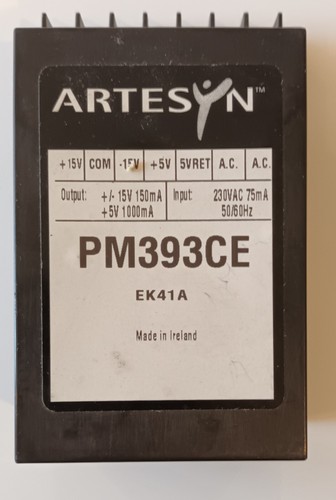 ARTESYN™
+15V COM -15V +5V 5VRET A.C. A.C.
Output: +/- 15V 150mA Input: 230VAC 75mA
+5V 1000mA 50/60Hz
PM393CE
EK41A
Made in Ireland